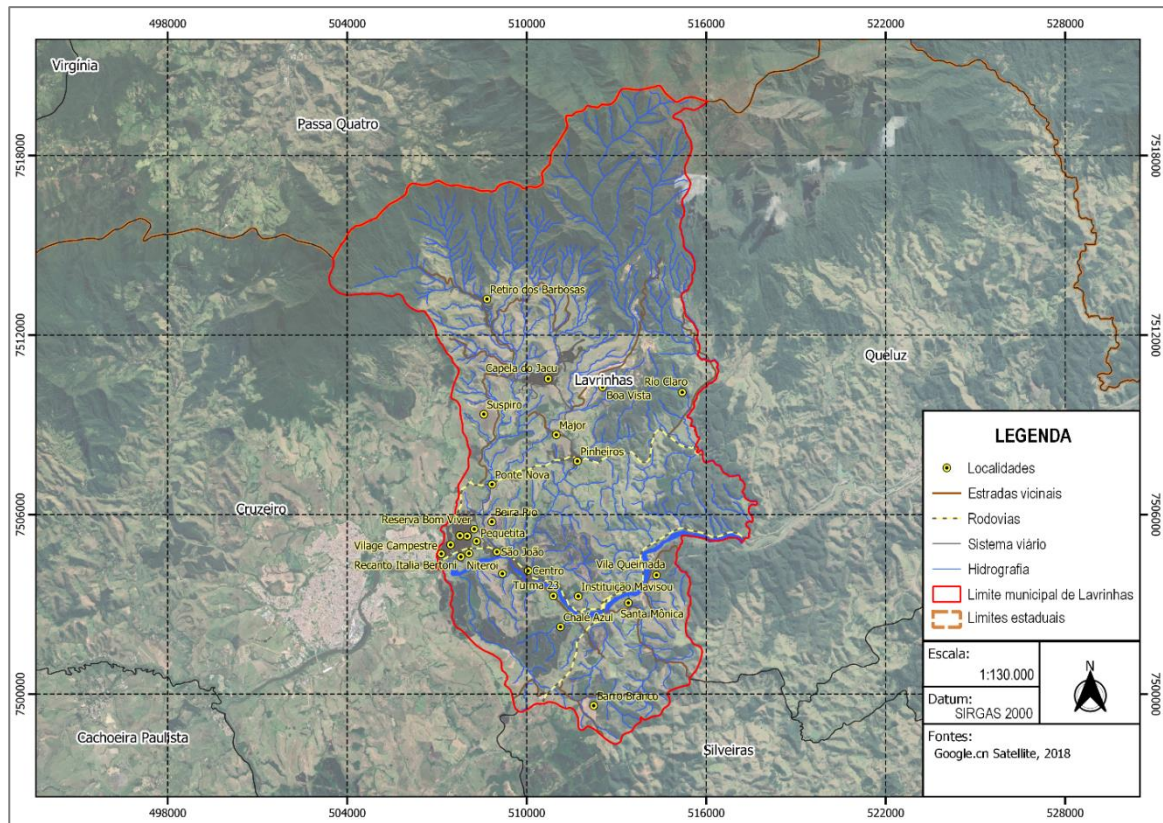 498000
504000
510000
516000
522000
528000
Virgínia
Passa Quatro
7518000
7518000
Retiro dos Barbosas
7512000
7512000
Queluz
Capela do Jacu
Lavrinhas
Rio Claro
Boa Vista
Suspiro
Major
Pinheiros
Ponte Nova
Cruzeiro
7506000
7506000
Beira Rio
Reserva Bom Viver
Pequetita
Vilage Campestre
São João
Recanto Italia Bertoni
Niteroi
Centro
Vila Queimada
Turma 23
Instituição Mavisou
Santa Mônica
Chale Azul
7500000
7500000
Barro Branco
Cachoeira Paulista
Silveiras
LEGENDA
Localidades
Estradas vicinais
Rodovias
Sistema viário
Hidrografia
Limite municipal de Lavrinhas
Limites estaduais
Escala:
1:130.000
Datum:
SIRGAS 2000
N
Fontes:
Google.cn Satellite, 2018
498000
504000
510000
516000
522000
528000